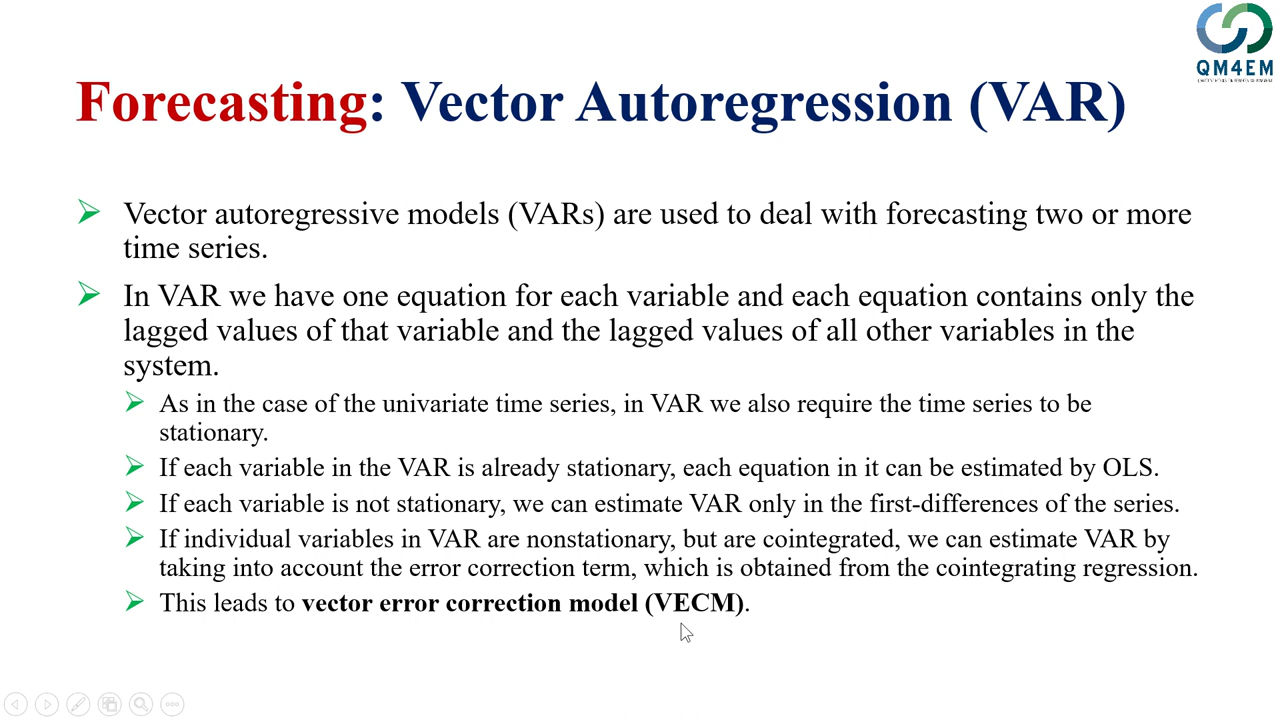 QM4EM
Forecasting: Vector Autoregression (VAR)
Vector autoregressive models (VARs) are used to deal with forecasting two or more
time series.
In VAR we have one equation for each variable and each equation contains only the
lagged values of that variable and the lagged values of all other variables in the
system.
As in the case of the univariate time series, in VAR we also require the time series to be
stationary.
If each variable in the VAR is already stationary, each equation in it can be estimated by OLS.
If each variable is not stationary, we can estimate VAR only in the first-differences of the series.
If individual variables in VAR are nonstationary, but are cointegrated, we can estimate VAR by
taking into account the error correction term, which is obtained from the cointegrating regression.
This leads to vector error correction model (VECM).